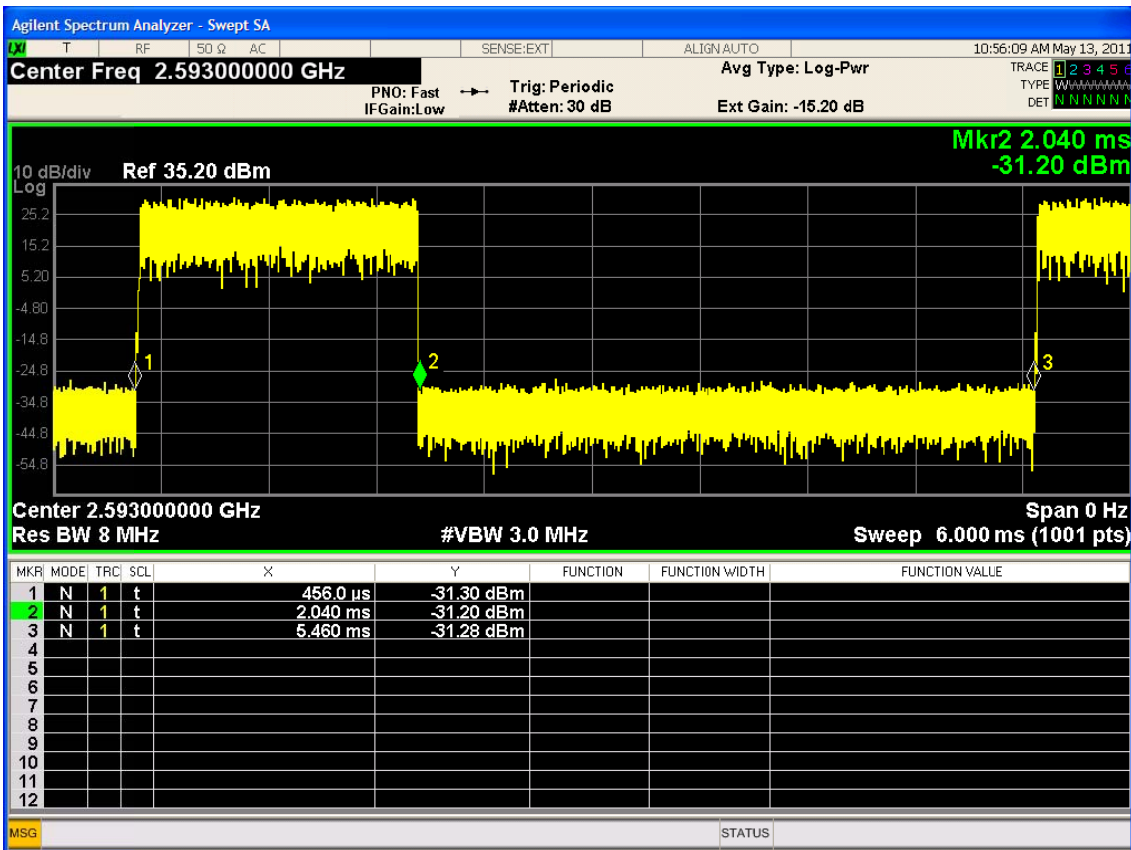 Agilent Spectrum Analyzer - Swept SA
LXI T RF 50 Ω AC SENSE:EXT ALIGN AUTO 10:56:09 AM May 13, 2011
Center Freq 2.593000000 GHz Avg Type: Log-Pwr TRACE 1 2 3 4 5 6
PNO: Fast Trig: Periodic TYPE WWWWWW
IFGain:Low #Atten: 30 dB Ext Gain: -15.20 dB DET N N N N N N
Mkr2 2.040 ms
10 dB/div Ref 35.20 dBm -31.20 dBm
Log
25.2
15.2
5.20
-4.80
-14.8
-24.8
-34.8
-44.8
-54.8
1
2
3
Center 2.593000000 GHz Span 0 Hz
Res BW 8 MHz #VBW 3.0 MHz Sweep 6.000 ms (1001 pts)
MKR MODE TRC SCL X Y FUNCTION FUNCTION WIDTH FUNCTION VALUE
1 N 1 t 456.0 µs -31.30 dBm
2 N 1 t 2.040 ms -31.20 dBm
3 N 1 t 5.460 ms -31.28 dBm
4
5
6
7
8
9
10
11
12
MSG STATUS